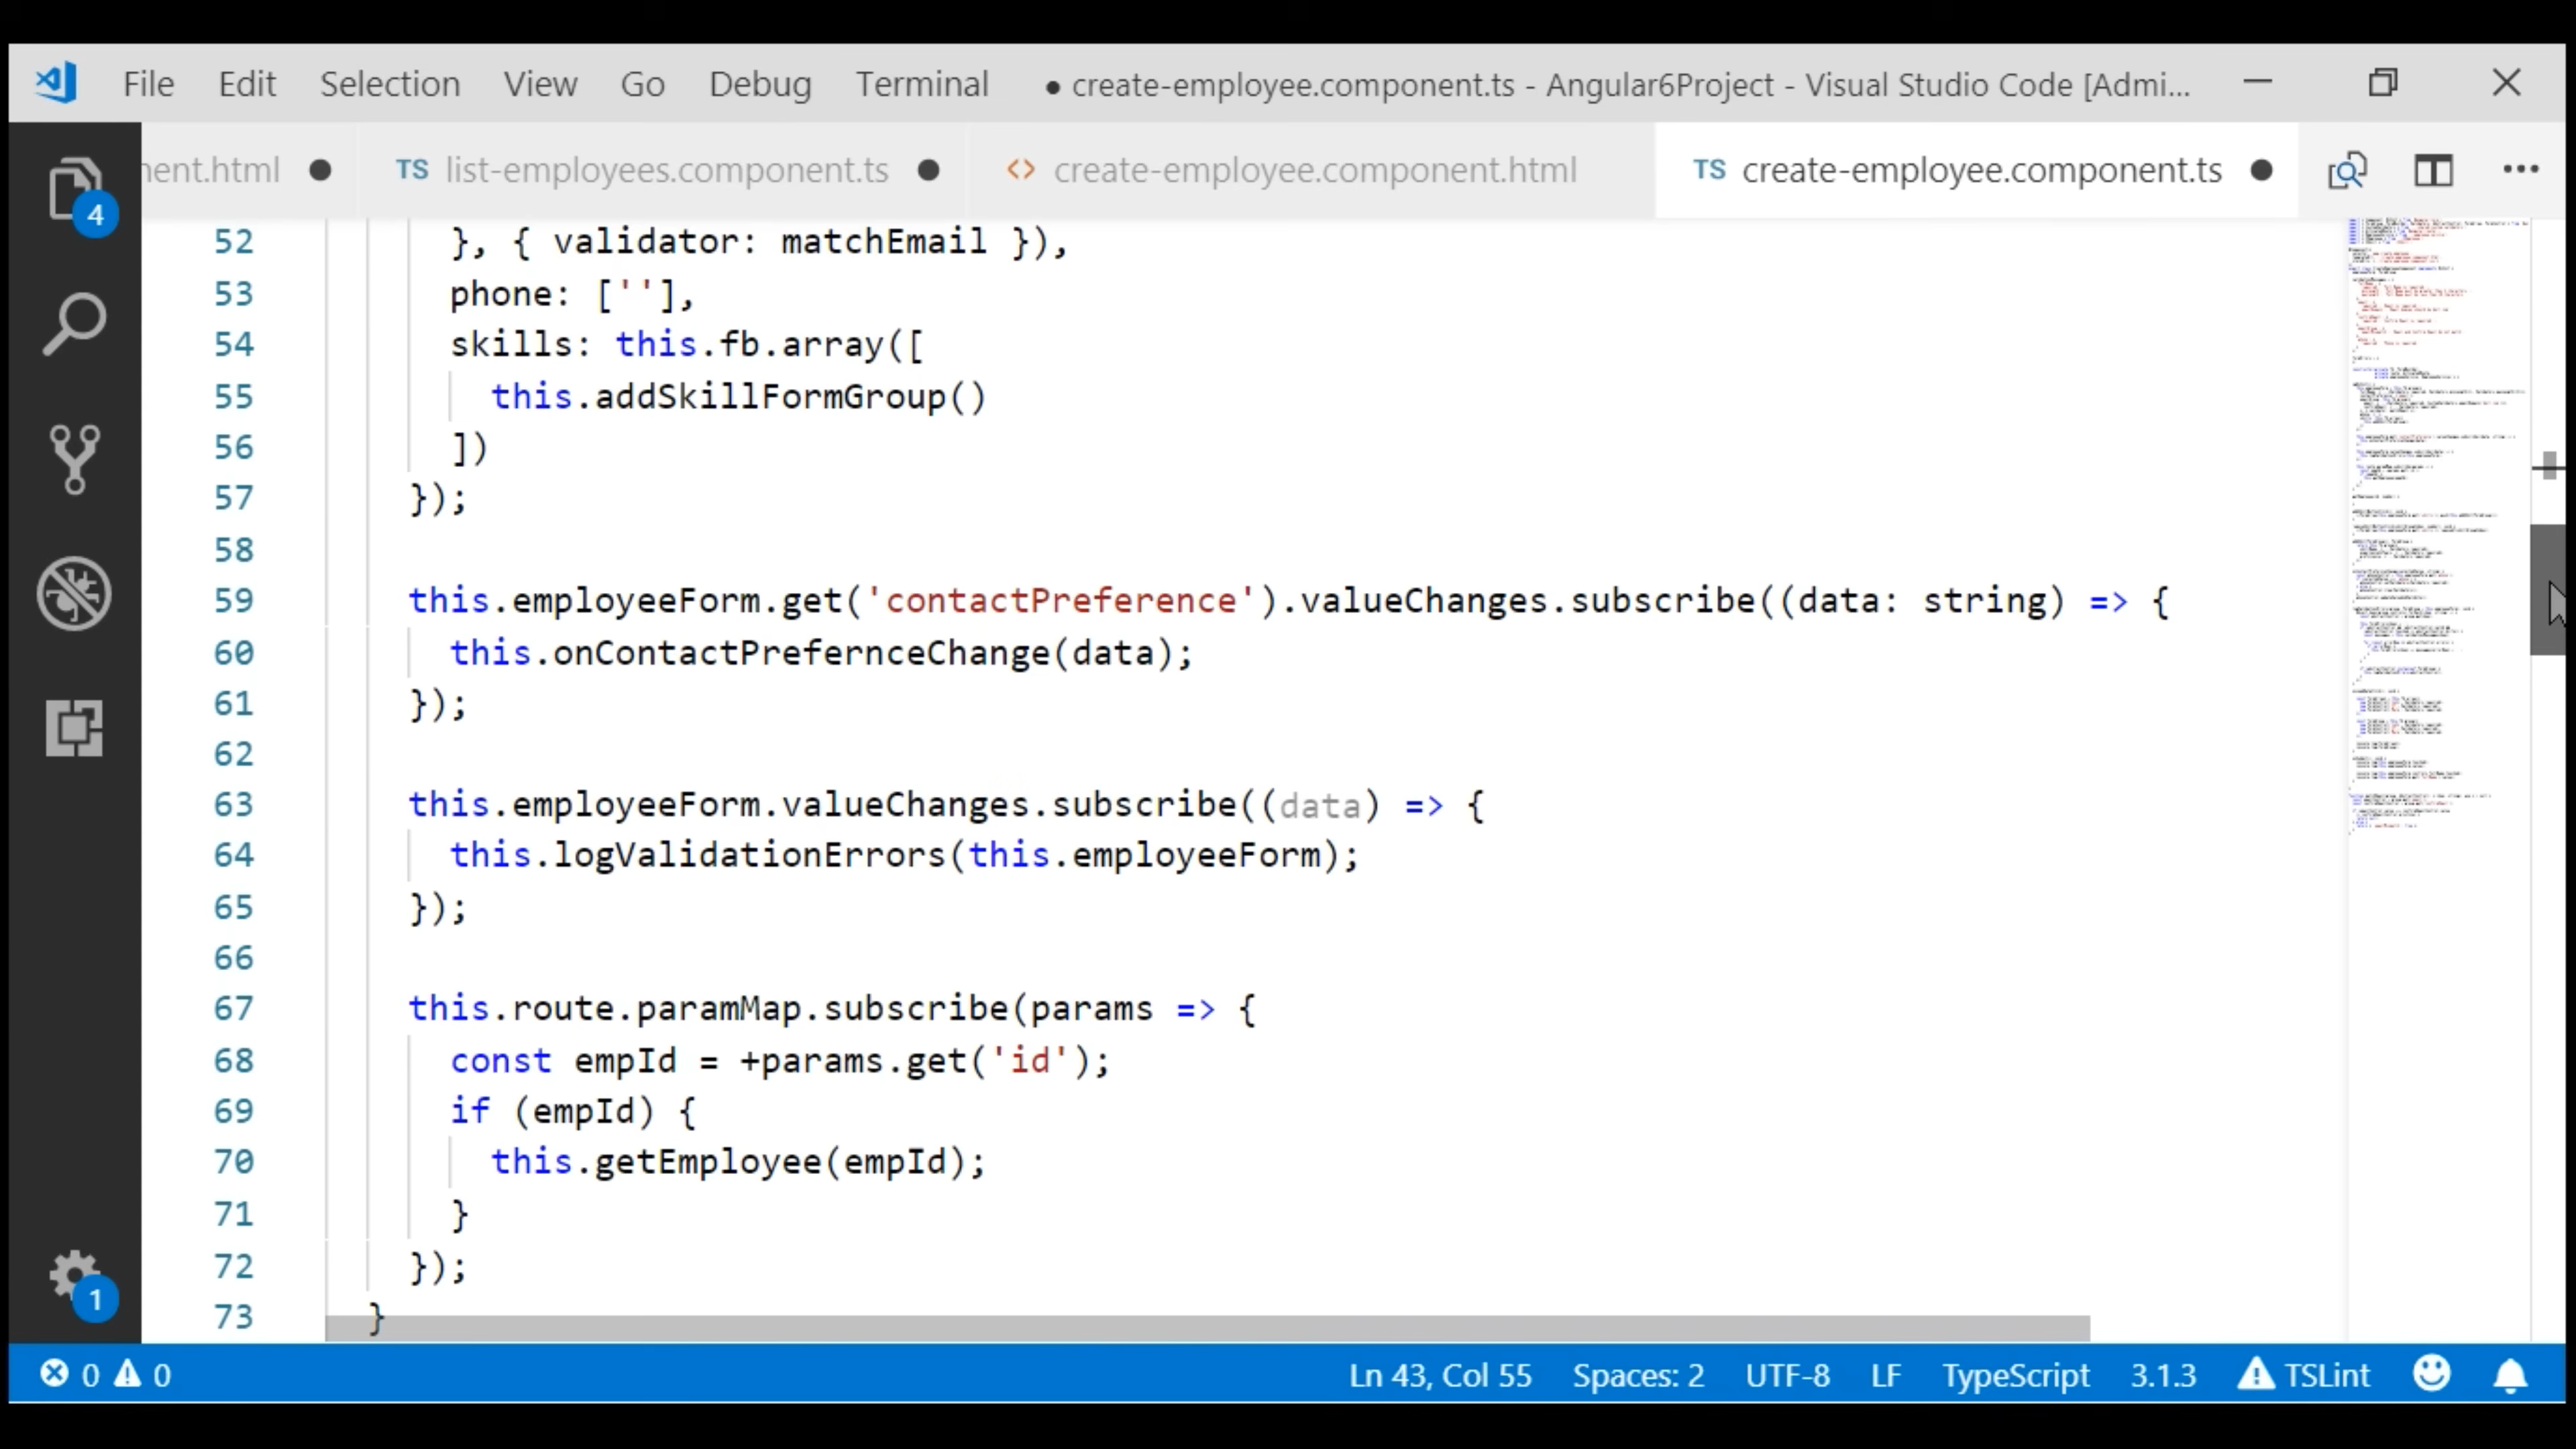 File Edit Selection View Go Debug Terminal ● create-employee.component.ts - Angular6Project - Visual Studio Code [Admi...
nent.html ● TS list-employees.component.ts ● <> create-employee.component.html TS create-employee.component.ts ●
4
52 }, { validator: matchEmail }),
53 phone: [''],
54 skills: this.fb.array([
55 this.addSkillFormGroup()
56 ])
57 });
58
59 this.employeeForm.get('contactPreference').valueChanges.subscribe((data: string) => {
60 this.onContactPrefernceChange(data);
61 });
62
63 this.employeeForm.valueChanges.subscribe((data) => {
64 this.logValidationErrors(this.employeeForm);
65 });
66
67 this.route.paramMap.subscribe(params => {
68 const empId = +params.get('id');
69 if (empId) {
70 this.getEmployee(empId);
71 }
72 });
73 }
1
0 0 Ln 43, Col 55 Spaces: 2 UTF-8 LF TypeScript 3.1.3 TSLint